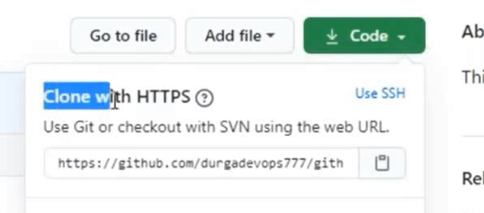 Go to file Add file Code
Ab
Clone with HTTPS ?
Use SSH
Thi
Use Git or checkout with SVN using the web URL.
https://github.com/durgadevops777/gith
Rel